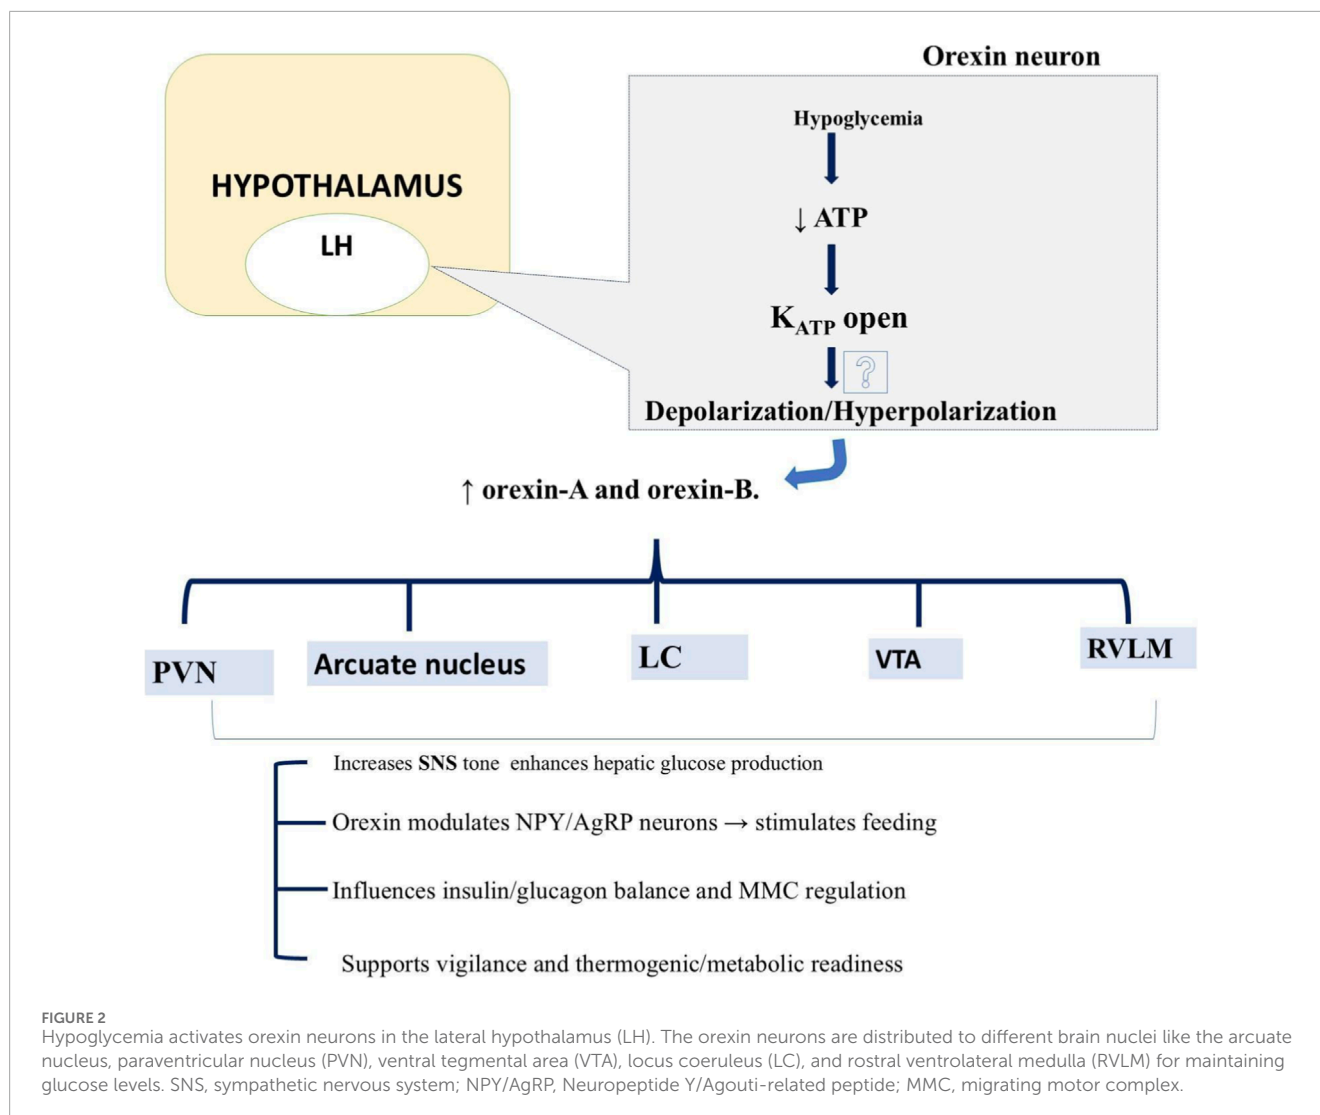 Orexin neuron
HYPOTHALAMUS
LH
Hypoglycemia
↓ ATP
K_ATP open
?
Depolarization/Hyperpolarization
↑ orexin-A and orexin-B.
PVN
Arcuate nucleus
LC
VTA
RVLM
Increases SNS tone enhances hepatic glucose production
Orexin modulates NPY/AgRP neurons → stimulates feeding
Influences insulin/glucagon balance and MMC regulation
Supports vigilance and thermogenic/metabolic readiness
FIGURE 2
Hypoglycemia activates orexin neurons in the lateral hypothalamus (LH). The orexin neurons are distributed to different brain nuclei like the arcuate
nucleus, paraventricular nucleus (PVN), ventral tegmental area (VTA), locus coeruleus (LC), and rostral ventrolateral medulla (RVLM) for maintaining
glucose levels. SNS, sympathetic nervous system; NPY/AgRP, Neuropeptide Y/Agouti-related peptide; MMC, migrating motor complex.